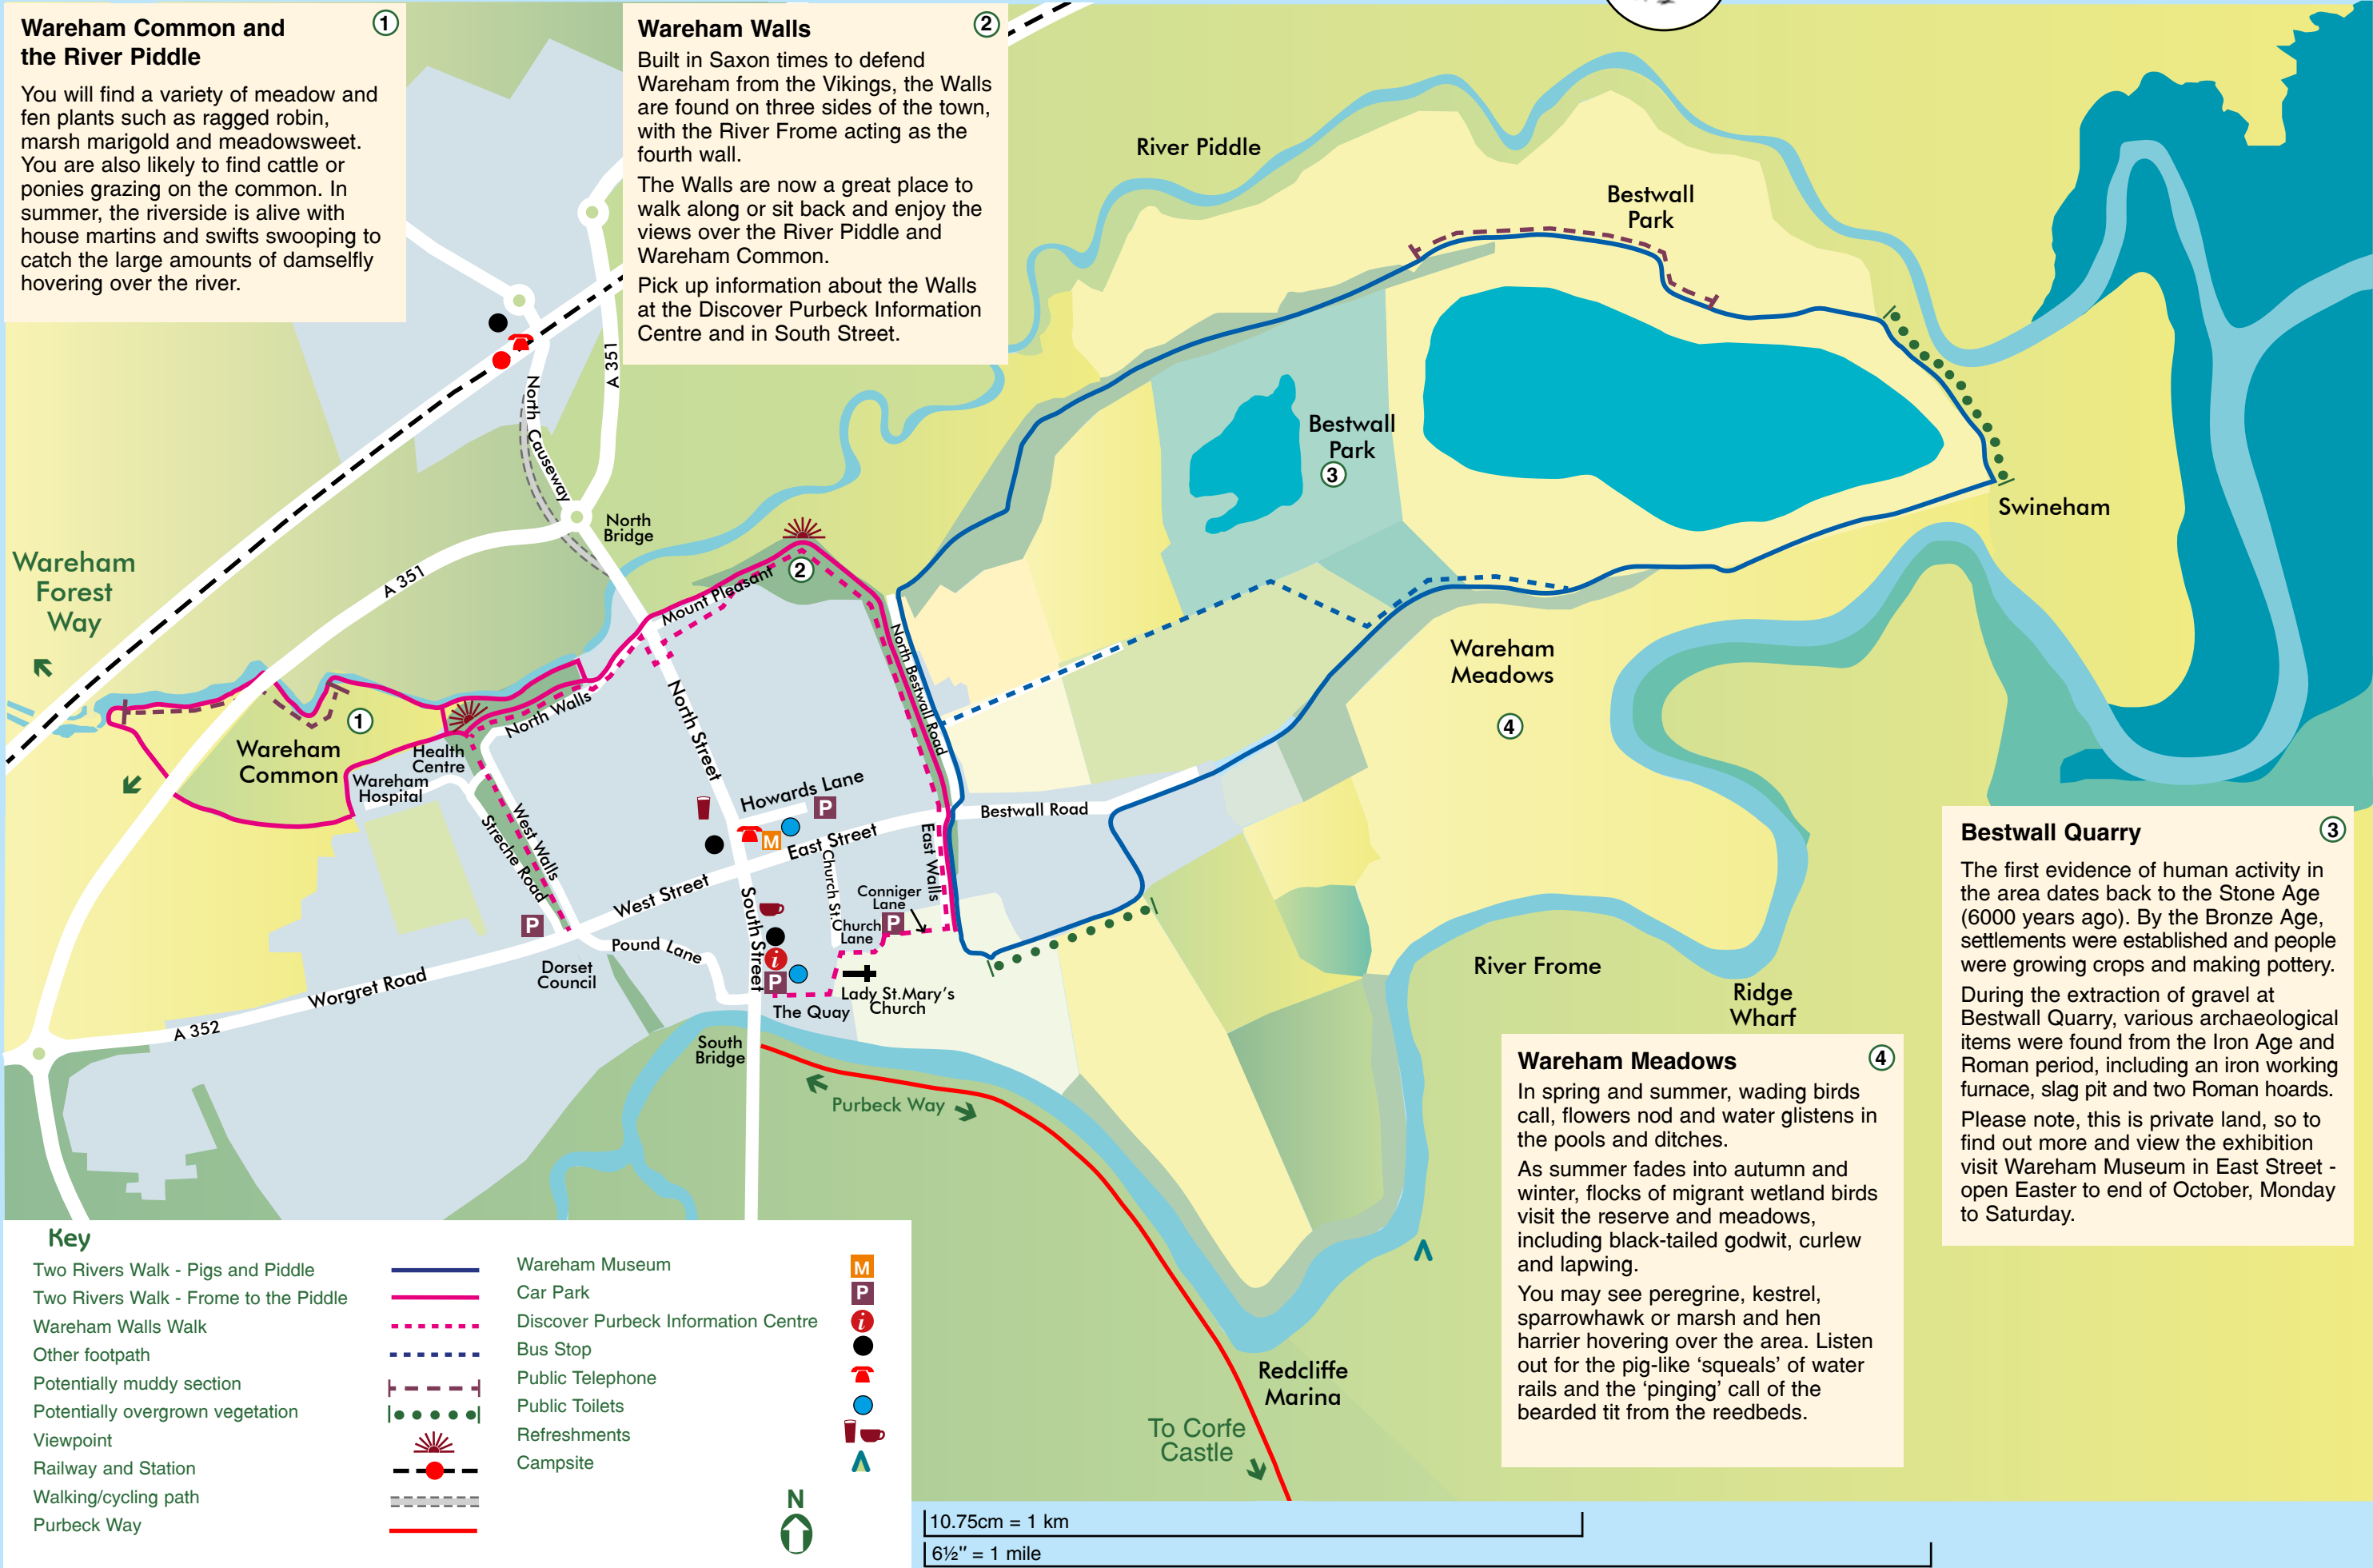 Wareham Common and
the River Piddle
1
You will find a variety of meadow and
fen plants such as ragged robin,
marsh marigold and meadowsweet.
You are also likely to find cattle or
ponies grazing on the common. In
summer, the riverside is alive with
house martins and swifts swooping to
catch the large amounts of damselfly
hovering over the river.
Wareham Walls
2
Built in Saxon times to defend
Wareham from the Vikings, the Walls
are found on three sides of the town,
with the River Frome acting as the
fourth wall.
The Walls are now a great place to
walk along or sit back and enjoy the
views over the River Piddle and
Wareham Common.
Pick up information about the Walls
at the Discover Purbeck Information
Centre and in South Street.
River Piddle
Bestwall
Park
Bestwall
Park
3
Swineham
A 351
North Causeway
North
Bridge
A 351
Wareham
Forest
Way
2
Mount Pleasant
North Bestwall Road
Wareham
Meadows
4
1
Wareham
Common
North Walls
Health
Centre
Wareham
Hospital
North Street
West Walls
Streche Road
Howards Lane
P
M
East Street
Bestwall Road
East Walls
Church St.
Conniger
Lane
P
Church
Lane
West Street
South Street
P
Pound Lane
Dorset
Council
i
P
Lady St.Mary's
Church
The Quay
Worgret Road
A 352
South
Bridge
Purbeck Way
River Frome
Ridge
Wharf
Redcliffe
Marina
To Corfe
Castle
Bestwall Quarry
3
The first evidence of human activity in
the area dates back to the Stone Age
(6000 years ago). By the Bronze Age,
settlements were established and people
were growing crops and making pottery.
During the extraction of gravel at
Bestwall Quarry, various archaeological
items were found from the Iron Age and
Roman period, including an iron working
furnace, slag pit and two Roman hoards.
Please note, this is private land, so to
find out more and view the exhibition
visit Wareham Museum in East Street -
open Easter to end of October, Monday
to Saturday.
Wareham Meadows
4
In spring and summer, wading birds
call, flowers nod and water glistens in
the pools and ditches.
As summer fades into autumn and
winter, flocks of migrant wetland birds
visit the reserve and meadows,
including black-tailed godwit, curlew
and lapwing.
You may see peregrine, kestrel,
sparrowhawk or marsh and hen
harrier hovering over the area. Listen
out for the pig-like ‘squeals’ of water
rails and the ‘pinging’ call of the
bearded tit from the reedbeds.
Key
Two Rivers Walk - Pigs and Piddle
Two Rivers Walk - Frome to the Piddle
Wareham Walls Walk
Other footpath
Potentially muddy section
Potentially overgrown vegetation
Viewpoint
Railway and Station
Walking/cycling path
Purbeck Way
Wareham Museum M
Car Park P
Discover Purbeck Information Centre i
Bus Stop
Public Telephone
Public Toilets
Refreshments
Campsite
N
10.75cm = 1 km
6½″ = 1 mile